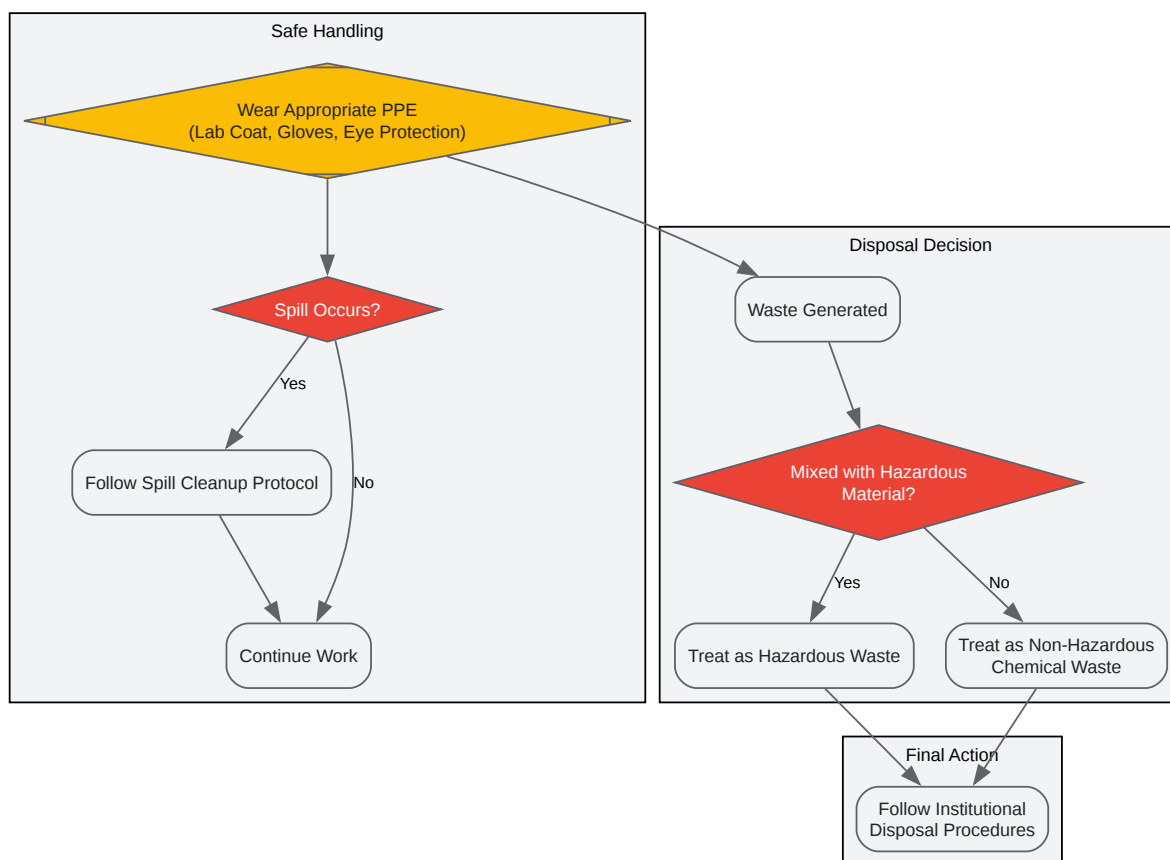 Safe Handling
Wear Appropriate PPE
(Lab Coat, Gloves, Eye Protection)
Spill Occurs?
Yes
No
Follow Spill Cleanup Protocol
Continue Work
Disposal Decision
Waste Generated
Mixed with Hazardous
Material?
Yes
No
Treat as Hazardous Waste
Treat as Non-Hazardous
Chemical Waste
Final Action
Follow Institutional
Disposal Procedures